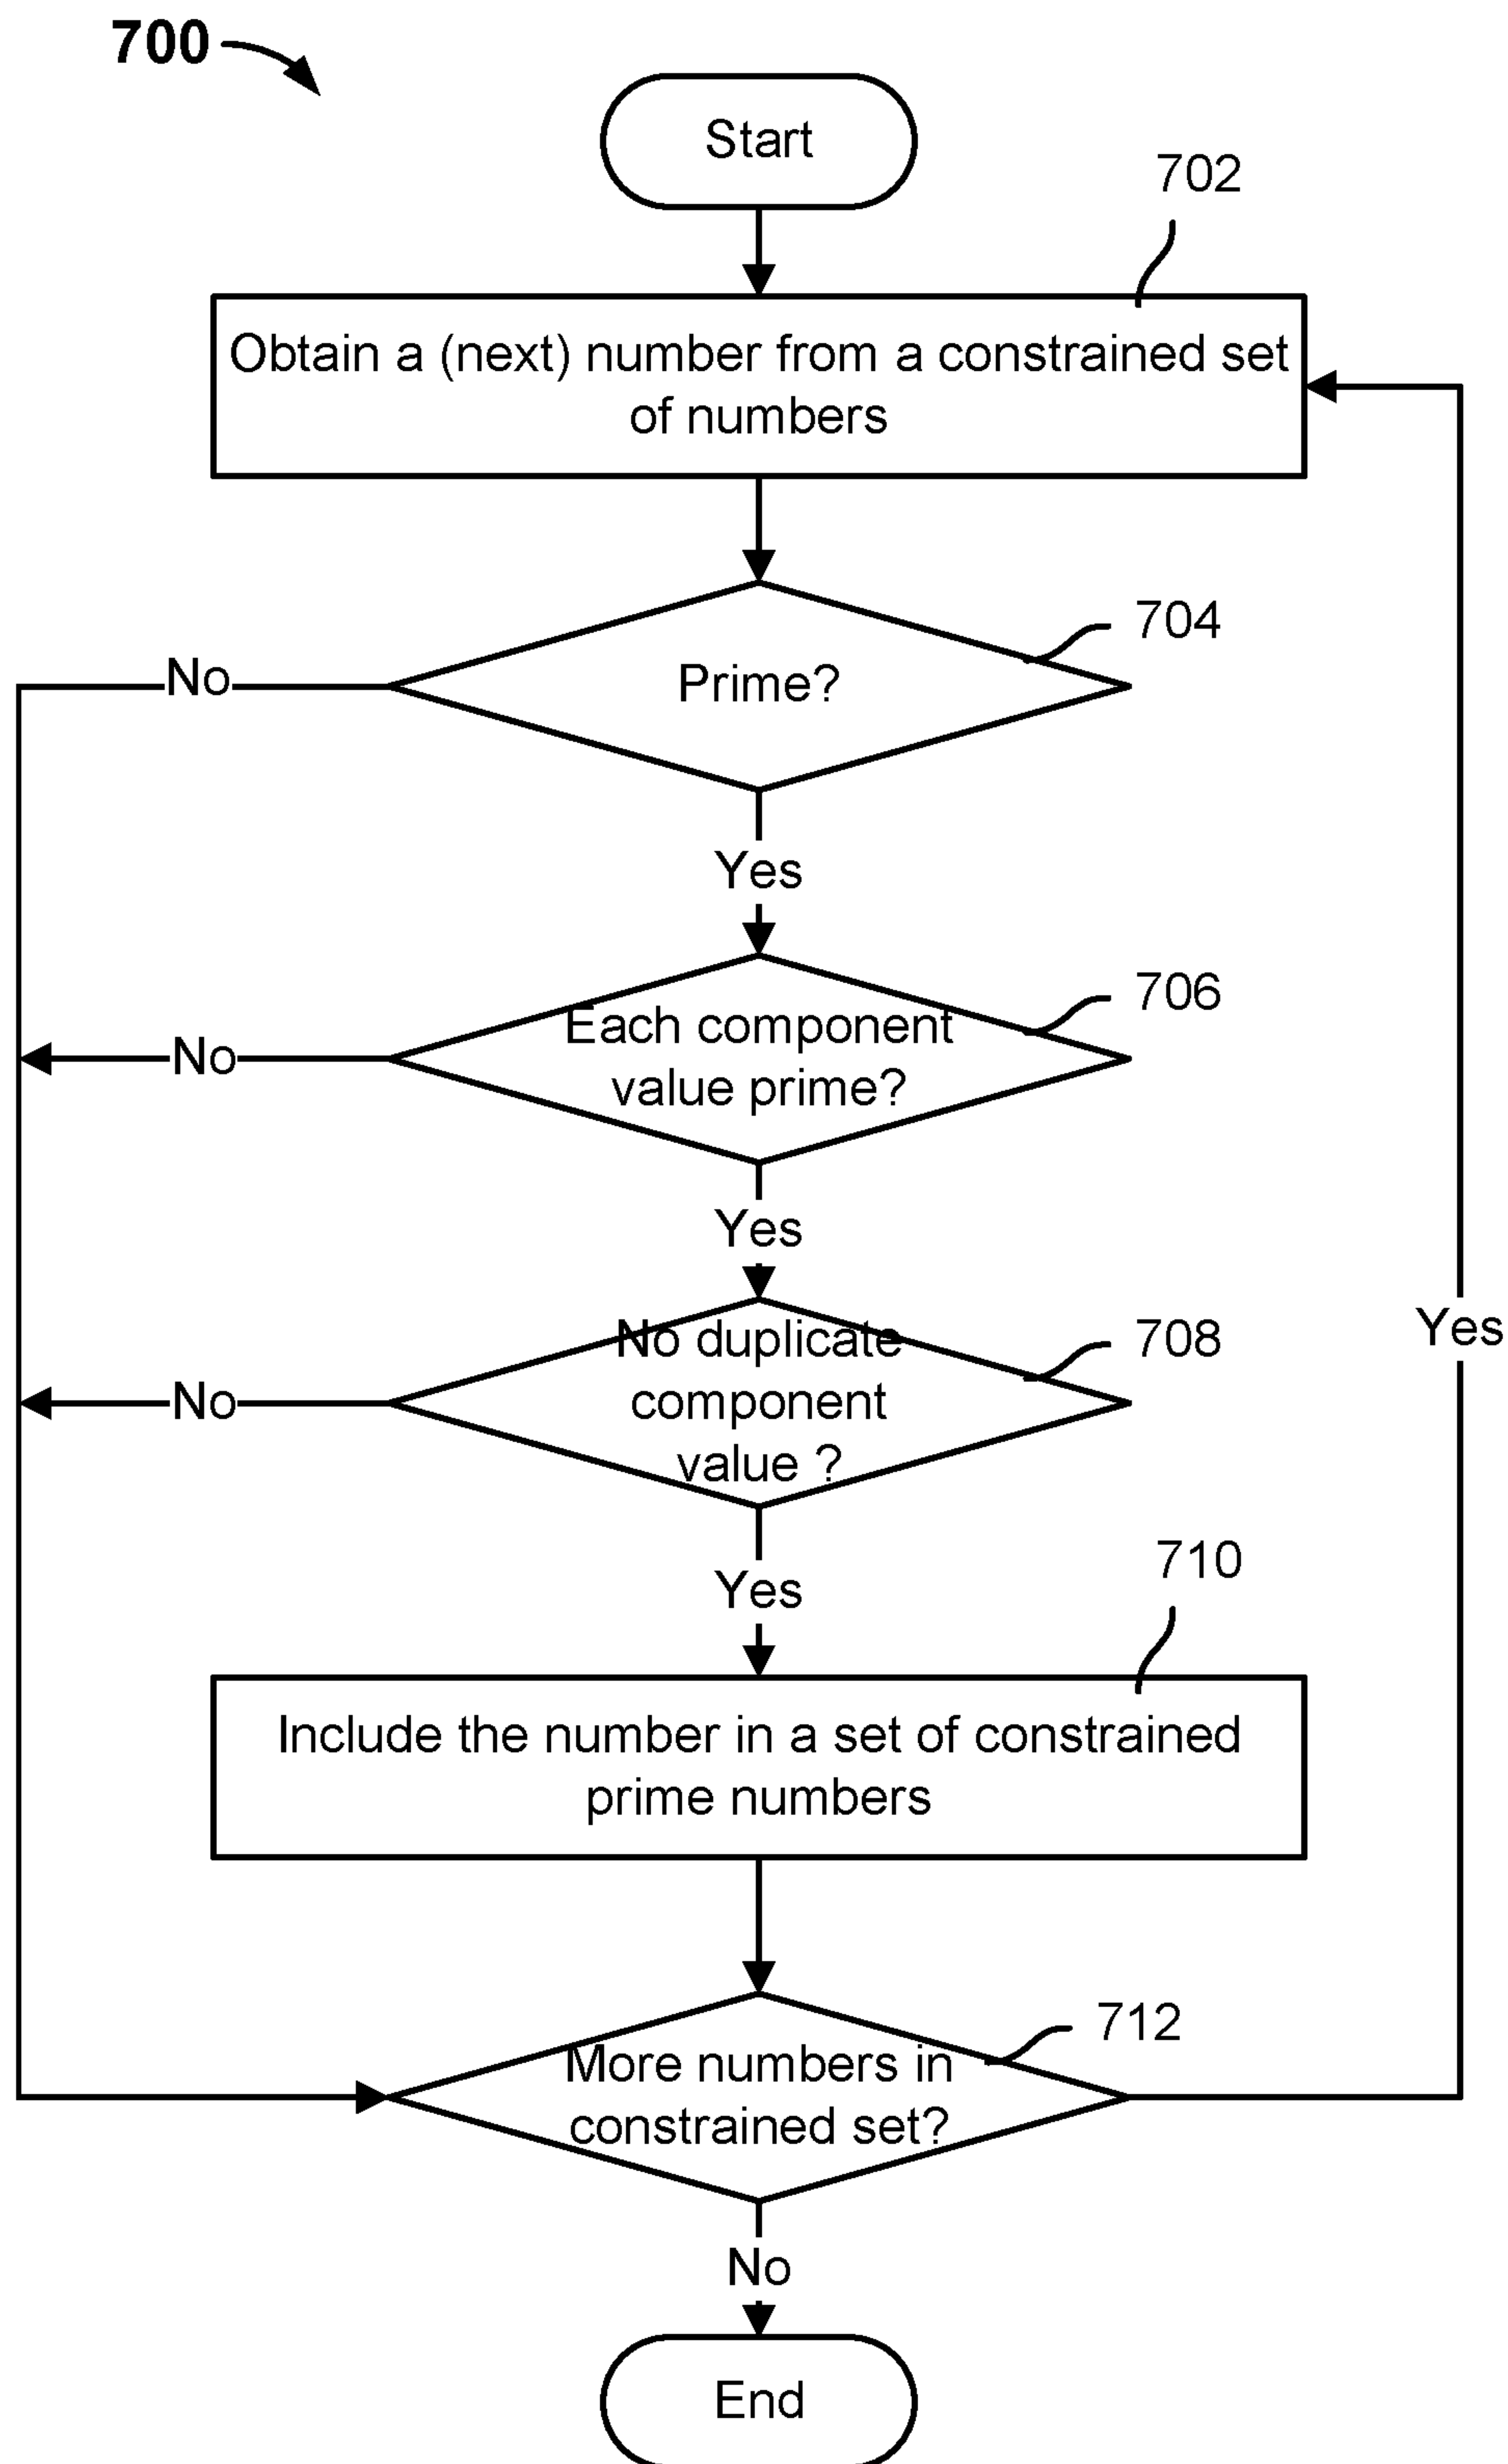 700
Start
702
Obtain a (next) number from a constrained set
of numbers
704
Prime?
No
Yes
706
Each component
value prime?
No
Yes
708
No duplicate
component
value ?
No
Yes
Yes
710
Include the number in a set of constrained
prime numbers
712
More numbers in
constrained set?
No
End